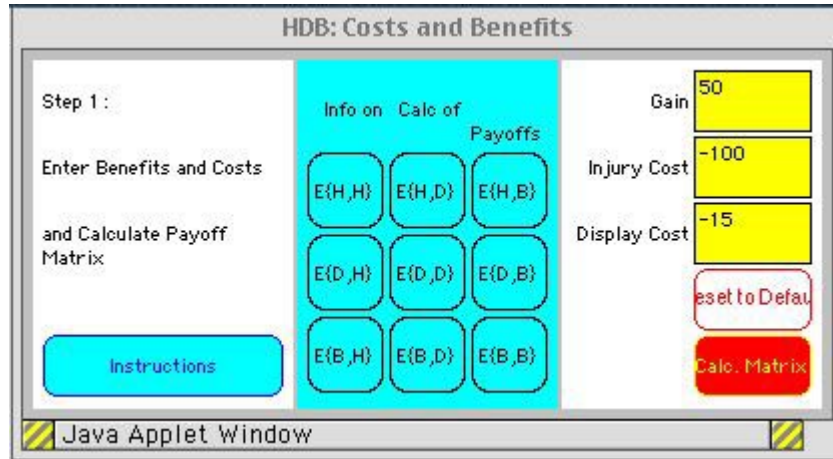 HDB: Costs and Benefits
Step 1 :
Enter Benefits and Costs
and Calculate Payoff
Matrix
Instructions
Info on Calc of
Payoffs
E{H,H} E{H,D} E{H,B}
E{D,H} E{D,D} E{D,B}
E{B,H} E{B,D} E{B,B}
Gain 50
Injury Cost -100
Display Cost -15
eset to Defau
Calc. Matrix
Java Applet Window